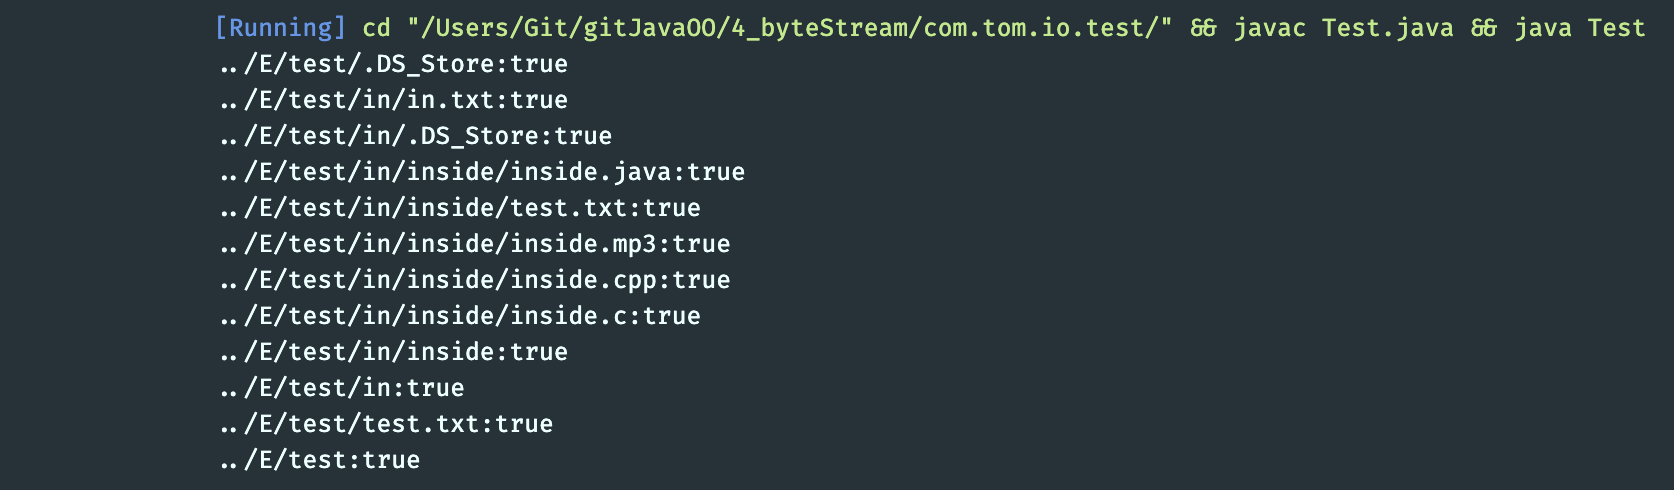 [Running] cd "/Users/Git/gitJavaOO/4_byteStream/com.tom.io.test/" && javac Test.java && java Test
../E/test/.DS_Store:true
../E/test/in/in.txt:true
../E/test/in/.DS_Store:true
../E/test/in/inside/inside.java:true
../E/test/in/inside/test.txt:true
../E/test/in/inside/inside.mp3:true
../E/test/in/inside/inside.cpp:true
../E/test/in/inside/inside.c:true
../E/test/in/inside:true
../E/test/in:true
../E/test/test.txt:true
../E/test:true